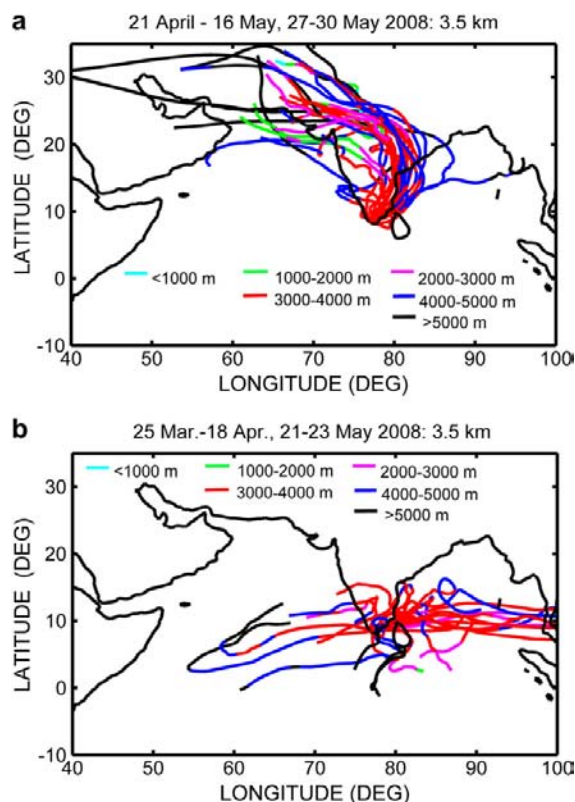 a
21 April - 16 May, 27-30 May 2008: 3.5 km
30
20
10
0
-10
LATITUDE (DEG)
<1000 m
1000-2000 m
2000-3000 m
3000-4000 m
4000-5000 m
>5000 m
40
50
60
70
80
90
100
LONGITUDE (DEG)
b
25 Mar.-18 Apr., 21-23 May 2008: 3.5 km
<1000 m
1000-2000 m
2000-3000 m
3000-4000 m
4000-5000 m
>5000 m
30
20
10
0
-10
LATITUDE (DEG)
40
50
60
70
80
90
100
LONGITUDE (DEG)